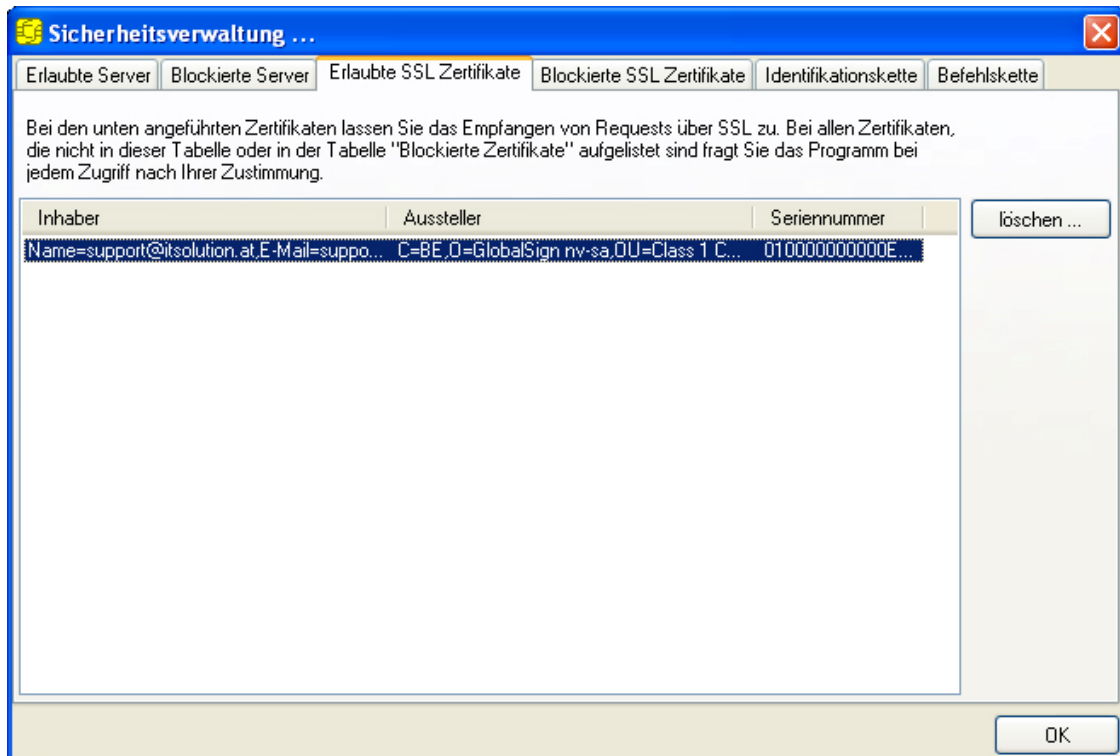 Sicherheitsverwaltung ...
Erlaubte Server Blockierte Server Erlaubte SSL Zertifikate Blockierte SSL Zertifikate Identifikationskette Befehlskette
Bei den unten angeführten Zertifikaten lassen Sie das Empfangen von Requests über SSL zu. Bei allen Zertifikaten,
die nicht in dieser Tabelle oder in der Tabelle "Blockierte Zertifikate" aufgelistet sind fragt Sie das Programm bei
jedem Zugriff nach Ihrer Zustimmung.
Inhaber Aussteller Seriennummer löschen ...
Name=support@itsolution.at,E-Mail=suppo... C=BE,O=GlobalSign nv-sa,OU=Class 1 C... 010000000000E...
OK